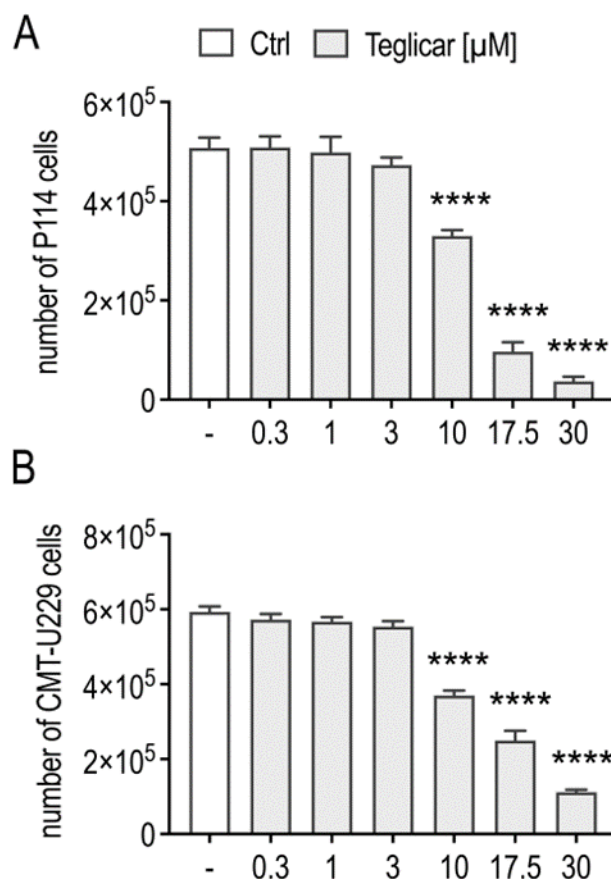 A
Ctrl Teglicar [µM]
number of P114 cells
6×10⁵
4×10⁵
2×10⁵
0
****
****
****
- 0.3 1 3 10 17.5 30
B
number of CMT-U229 cells
8×10⁵
6×10⁵
4×10⁵
2×10⁵
0
****
****
****
- 0.3 1 3 10 17.5 30